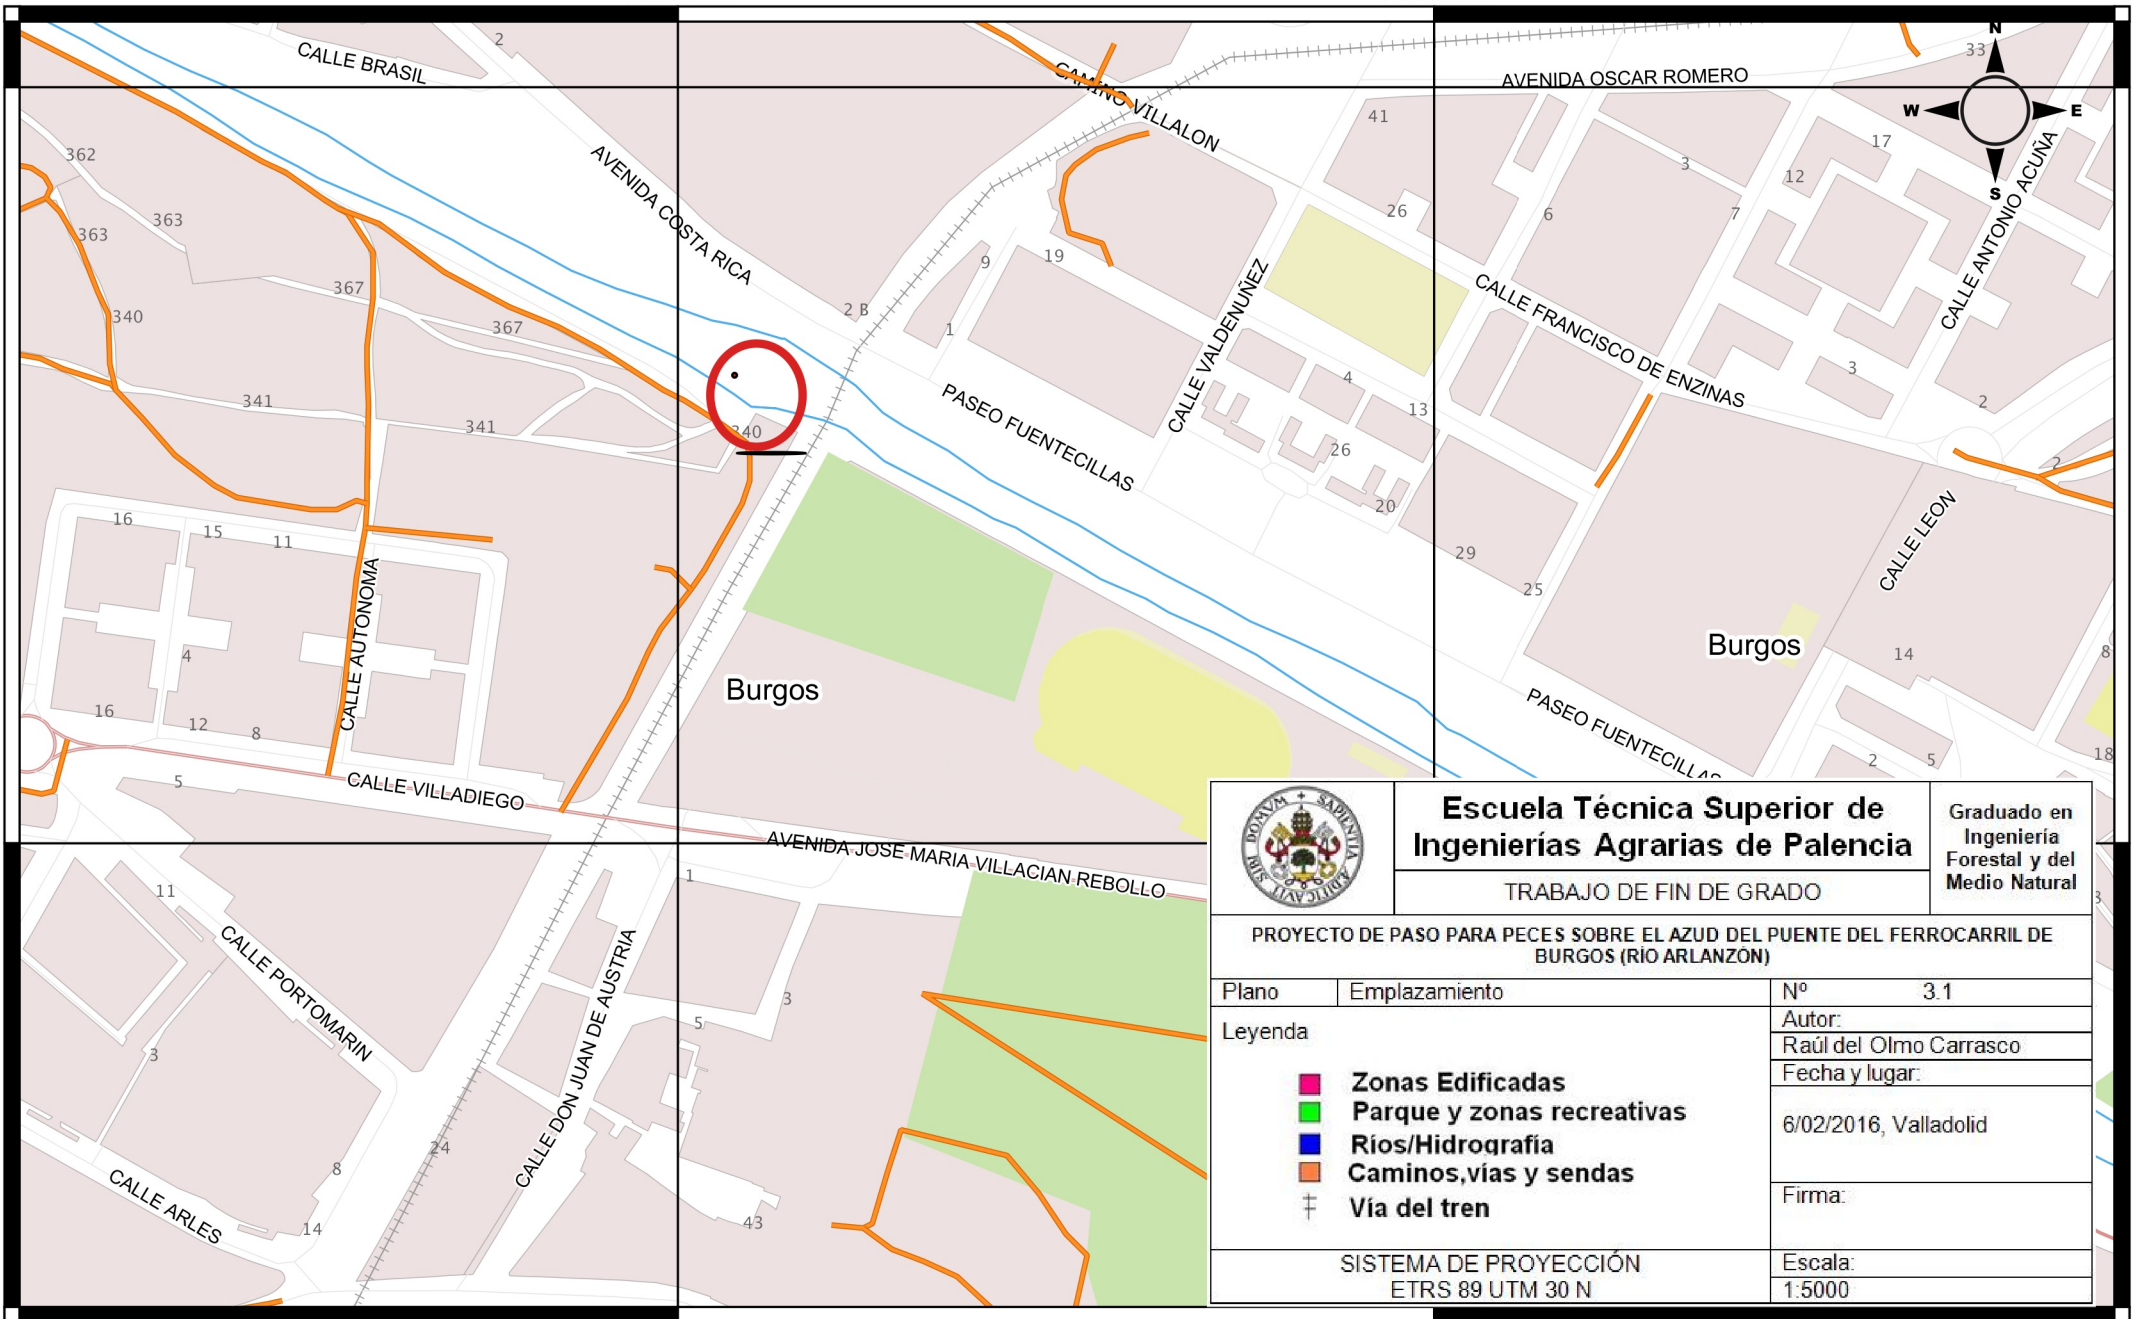 N
W
E
S
CALLE BRASIL
2
CAMINO VILLALON
AVENIDA OSCAR ROMERO
33
41
17
362
AVENIDA COSTA RICA
3
12
CALLE ANTONIO ACUÑA
363
363
26
6
7
19
9
367
340
367
2 B
1
CALLE VALDENUÑEZ
CALLE FRANCISCO DE ENZINAS
341
341
340
PASEO FUENTECILLAS
4
13
3
2
26
20
2
16
15
11
29
25
CALLE LEON
CALLE AUTONOMA
4
Burgos
Burgos
14
8
16
12
8
PASEO FUENTECILLAS
5
CALLE VILLADIEGO
2
5
18
AVENIDA JOSE MARIA VILLACIAN REBOLLO
1
11
CALLE PORTOMARIN
CALLE DON JUAN DE AUSTRIA
3
5
3
24
8
CALLE ARLES
14
43
SIGILLVM DOMVM SAPIENTIA ÆDIFICAVIT SIBI
Escuela Técnica Superior de
Ingenierías Agrarias de Palencia
TRABAJO DE FIN DE GRADO
Graduado en
Ingeniería
Forestal y del
Medio Natural
PROYECTO DE PASO PARA PECES SOBRE EL AZUD DEL PUENTE DEL FERROCARRIL DE
BURGOS (RÍO ARLANZÓN)
Plano Emplazamiento Nº 3.1
Leyenda
Zonas Edificadas
Parque y zonas recreativas
Ríos/Hidrografía
Caminos,vías y sendas
Vía del tren
Autor:
Raúl del Olmo Carrasco
Fecha y lugar:
6/02/2016, Valladolid
Firma:
SISTEMA DE PROYECCIÓN
ETRS 89 UTM 30 N
Escala:
1:5000